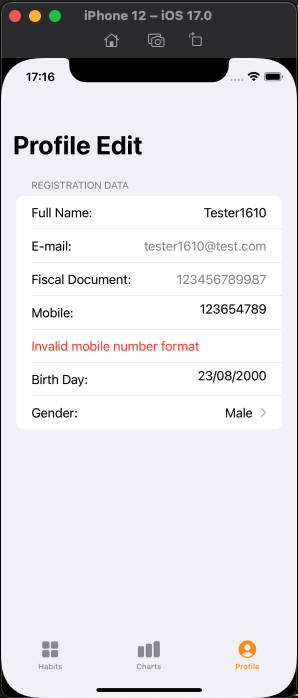 iPhone 12 – iOS 17.0
17:16
Profile Edit
REGISTRATION DATA
Full Name: Tester1610
E-mail: tester1610@test.com
Fiscal Document: 123456789987
Mobile: 123654789
Invalid mobile number format
Birth Day: 23/08/2000
Gender: Male
Habits Charts Profile